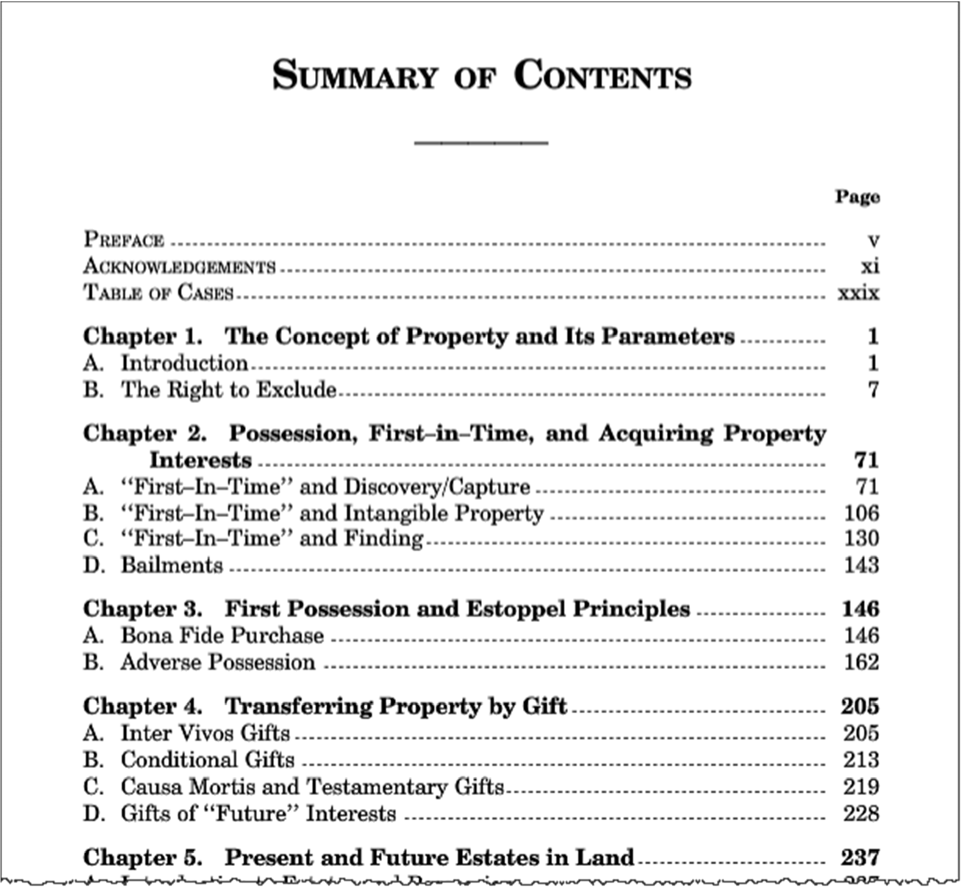 SUMMARY OF CONTENTS
Page
PREFACE ---------- v
ACKNOWLEDGEMENTS ---------- xi
TABLE OF CASES ---------- xxix
Chapter 1. The Concept of Property and Its Parameters ---------- 1
A. Introduction ---------- 1
B. The Right to Exclude ---------- 7
Chapter 2. Possession, First–in–Time, and Acquiring Property
Interests ---------- 71
A. “First–In–Time” and Discovery/Capture ---------- 71
B. “First–In–Time” and Intangible Property ---------- 106
C. “First–In–Time” and Finding ---------- 130
D. Bailments ---------- 143
Chapter 3. First Possession and Estoppel Principles ---------- 146
A. Bona Fide Purchase ---------- 146
B. Adverse Possession ---------- 162
Chapter 4. Transferring Property by Gift ---------- 205
A. Inter Vivos Gifts ---------- 205
B. Conditional Gifts ---------- 213
C. Causa Mortis and Testamentary Gifts ---------- 219
D. Gifts of “Future” Interests ---------- 228
Chapter 5. Present and Future Estates in Land ---------- 237